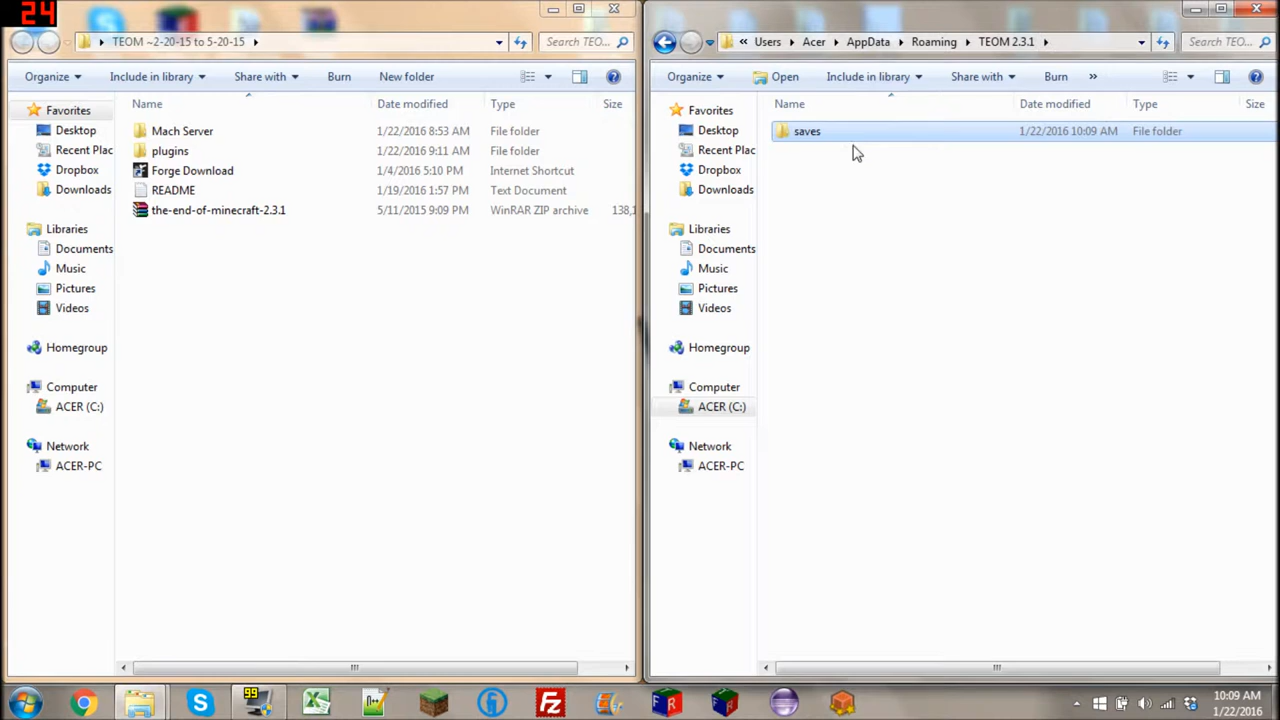 24
TEOM ~2-20-15 to 5-20-15
Search TEO...
Organize
Include in library
Share with
Burn
New folder
Favorites
Desktop
Recent Plac
Dropbox
Downloads
Libraries
Documents
Music
Pictures
Videos
Homegroup
Computer
ACER (C:)
Network
ACER-PC
Name Date modified Type Size
Mach Server 1/22/2016 8:53 AM File folder
plugins 1/22/2016 9:11 AM File folder
Forge Download 1/4/2016 5:10 PM Internet Shortcut
README 1/19/2016 1:57 PM Text Document
the-end-of-minecraft-2.3.1 5/11/2015 9:09 PM WinRAR ZIP archive 138,1
« Users Acer AppData Roaming TEOM 2.3.1
Search TEO...
Organize
Open
Include in library
Share with
Burn
»
Favorites
Desktop
Recent Plac
Dropbox
Downloads
Libraries
Documents
Music
Pictures
Videos
Homegroup
Computer
ACER (C:)
Network
ACER-PC
Name Date modified Type Size
saves 1/22/2016 10:09 AM File folder
99
10:09 AM
1/22/2016